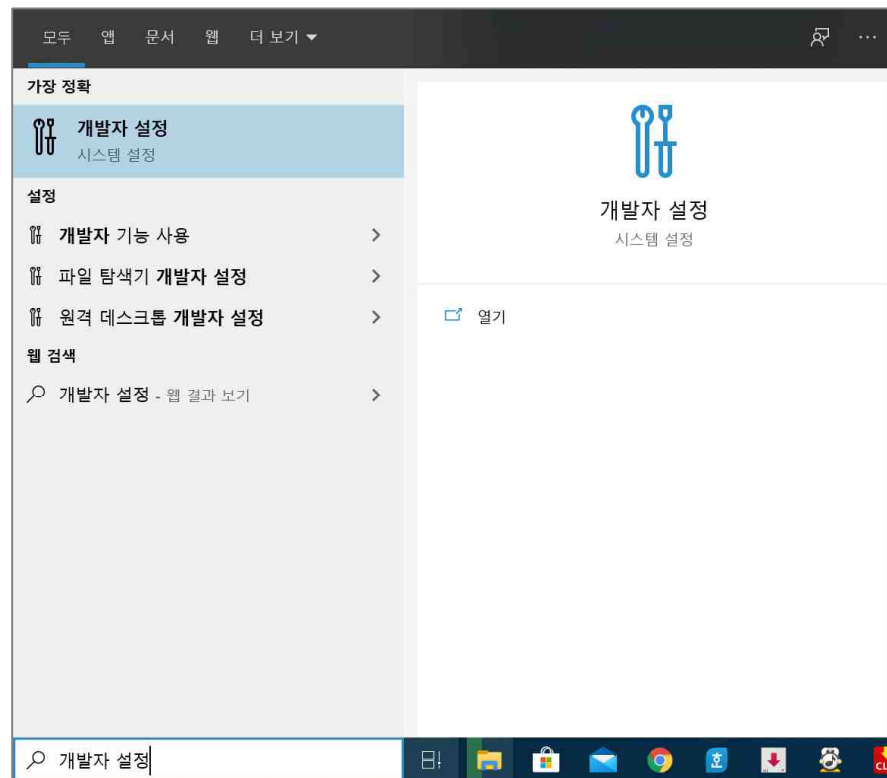 모두 앱 문서 웹 더 보기
가장 정확
개발자 설정
시스템 설정
설정
개발자 기능 사용
파일 탐색기 개발자 설정
원격 데스크톱 개발자 설정
웹 검색
개발자 설정 - 웹 결과 보기
개발자 설정
시스템 설정
열기
개발자 설정